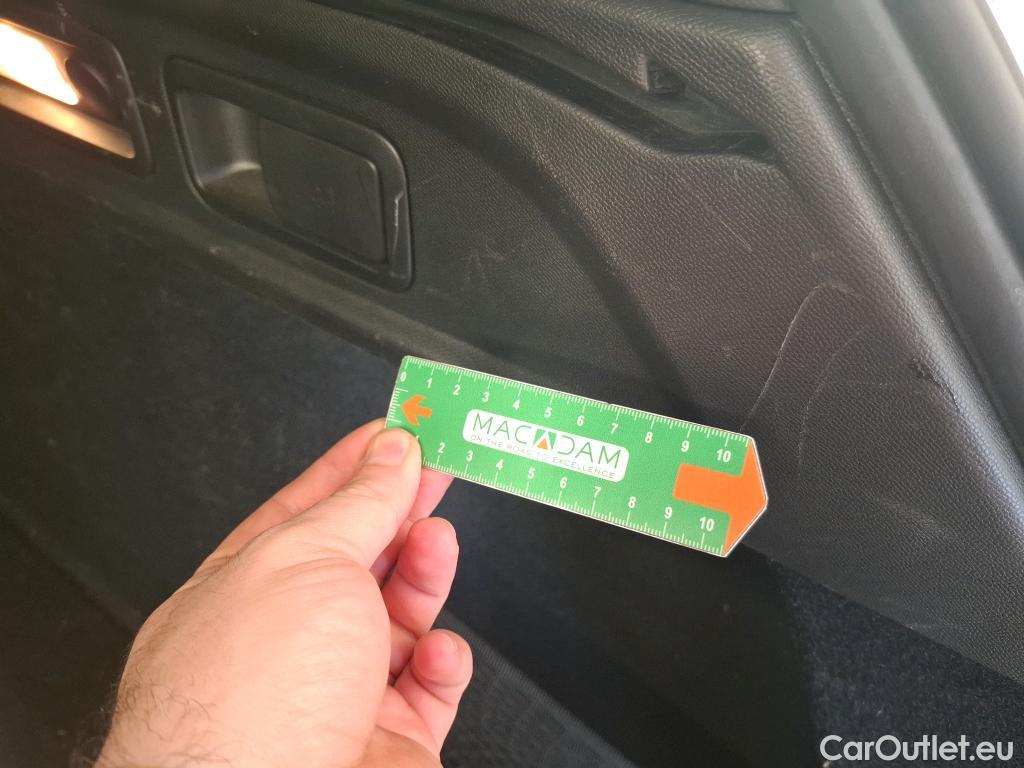 0 1 2 3 4 5 6 7 8 9 10
MACADAM
ON THE ROAD TO EXCELLENCE
2 3 4 5 6 7 8 9 10
CarOutlet.eu